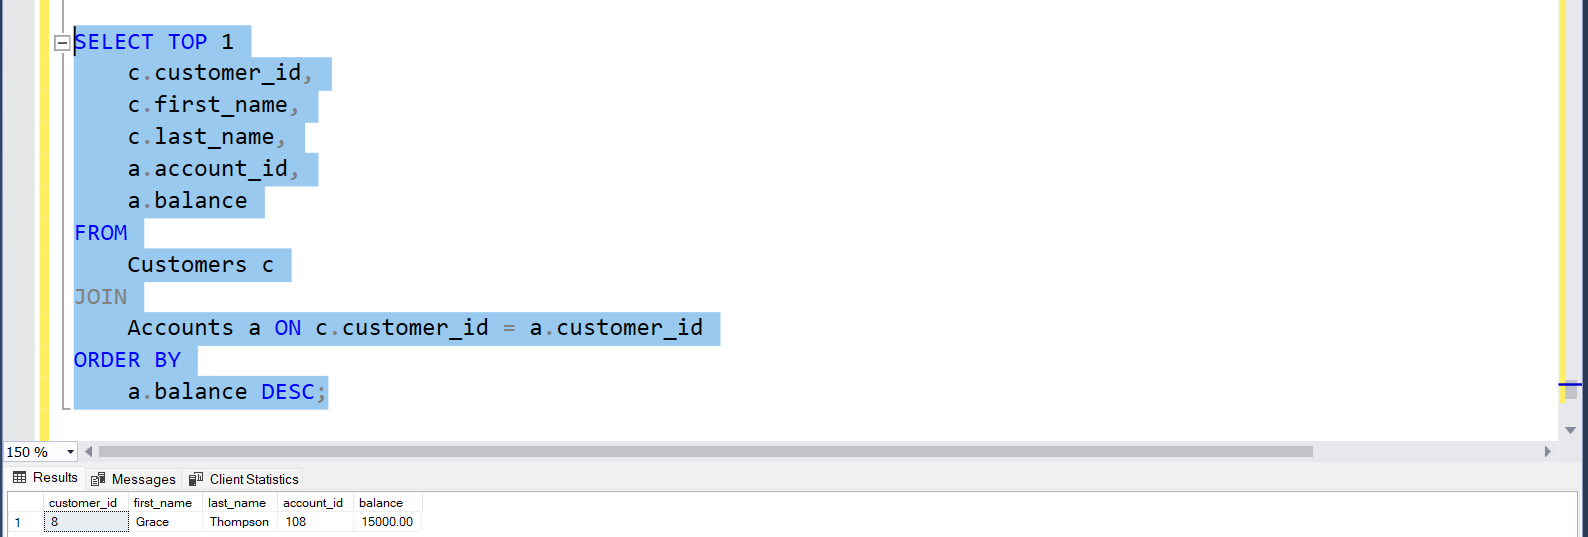 SELECT TOP 1
c.customer_id,
c.first_name,
c.last_name,
a.account_id,
a.balance
FROM
Customers c
JOIN
Accounts a ON c.customer_id = a.customer_id
ORDER BY
a.balance DESC;
150 %
Results Messages Client Statistics
customer_id first_name last_name account_id balance
1 8 Grace Thompson 108 15000.00